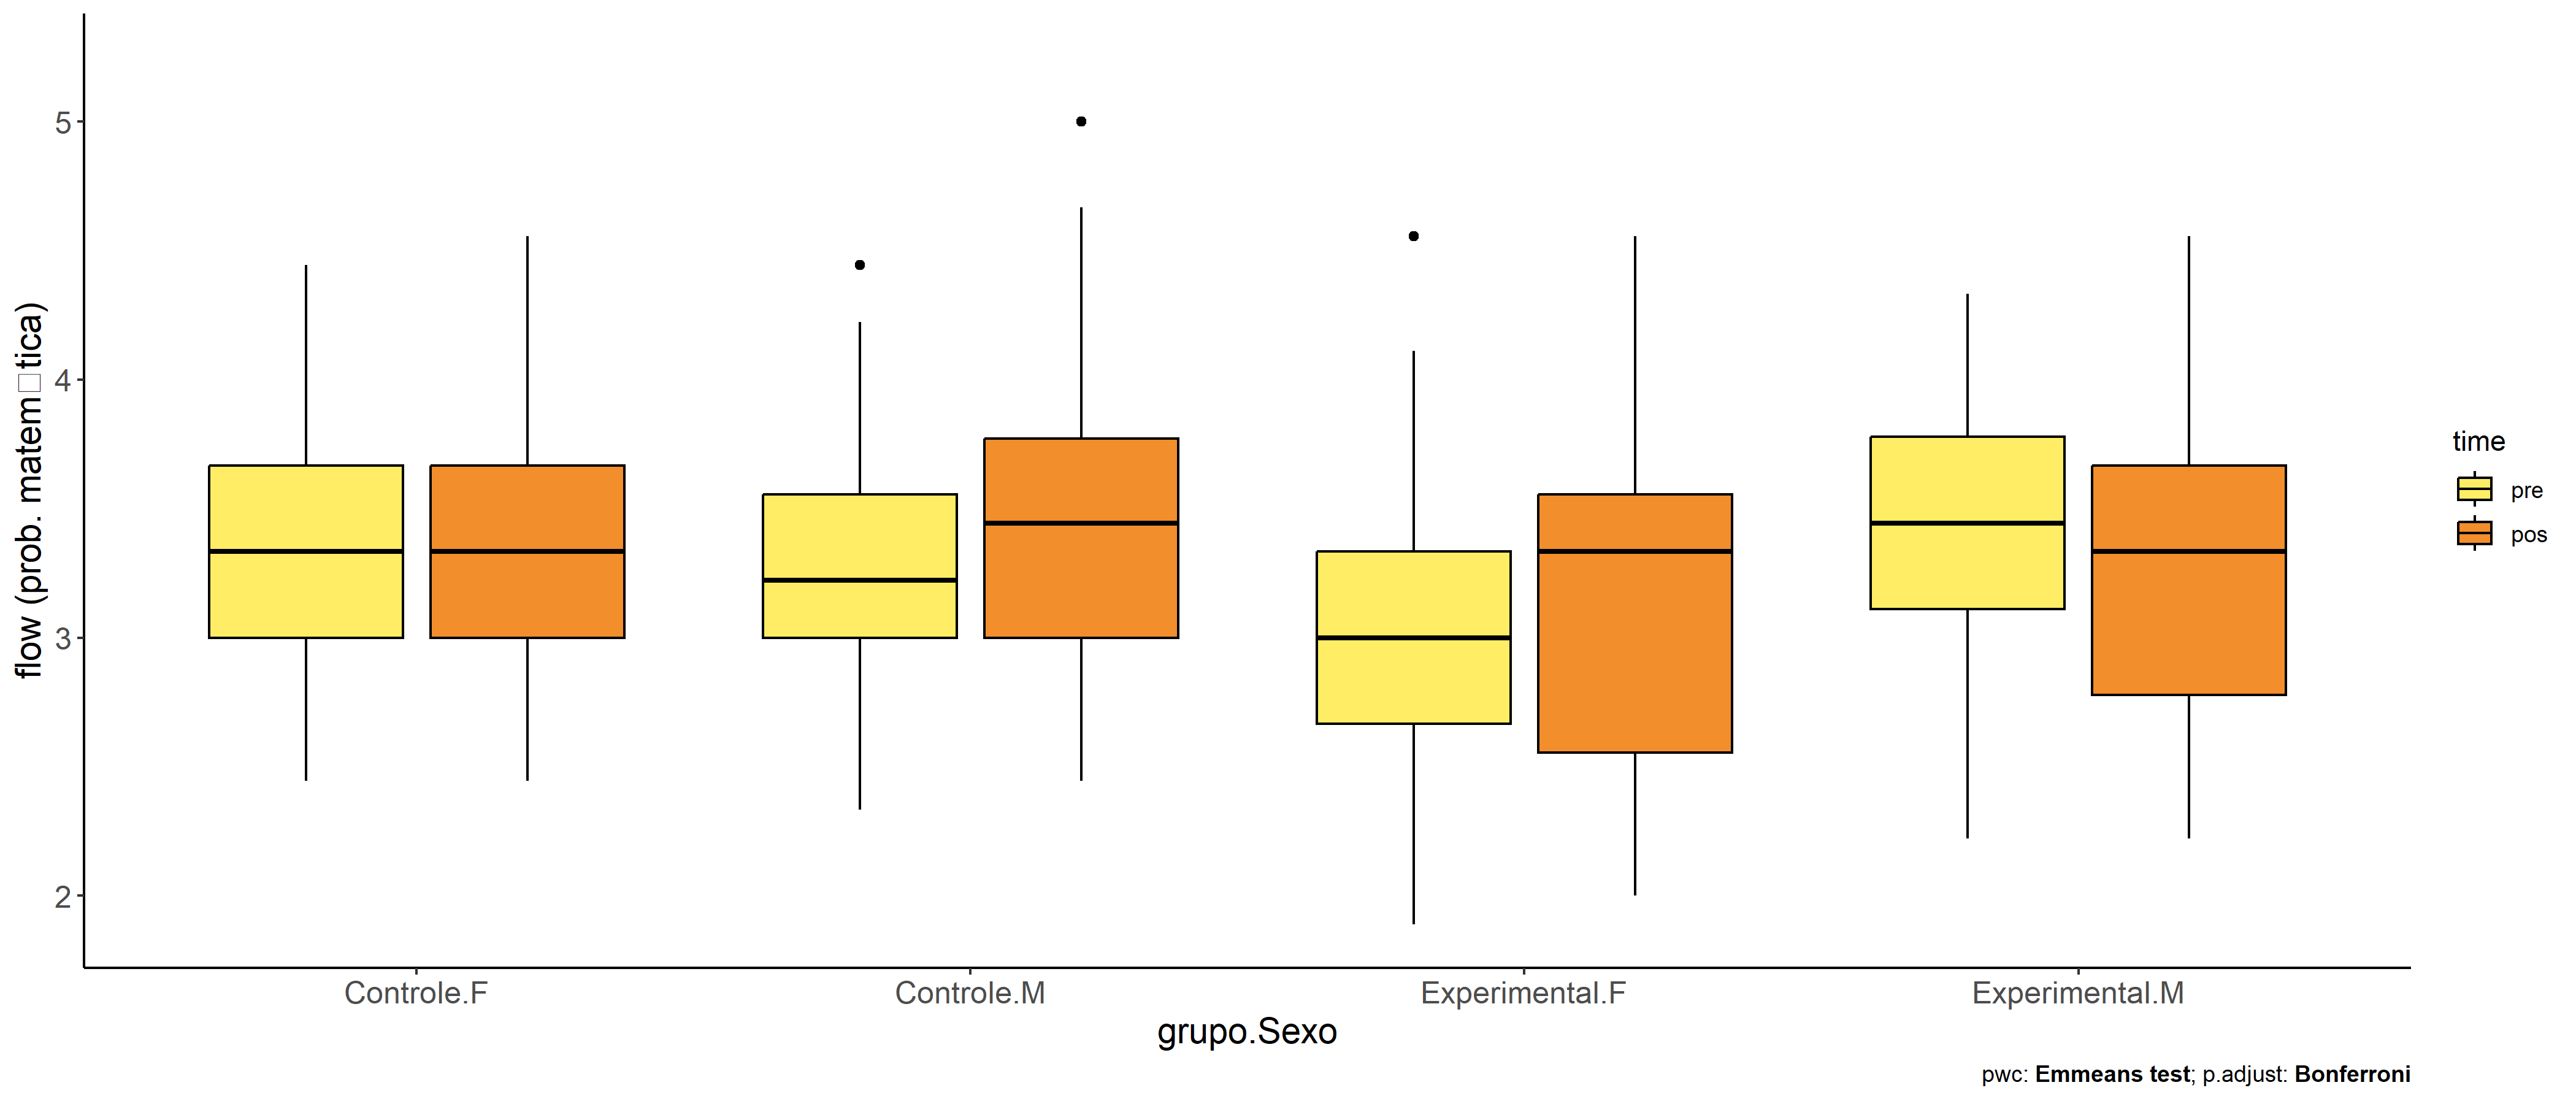 flow (prob. matem□tica)
5
4
3
2
Controle.F
Controle.M
Experimental.F
Experimental.M
grupo.Sexo
time
pre
pos
pwc: Emmeans test; p.adjust: Bonferroni